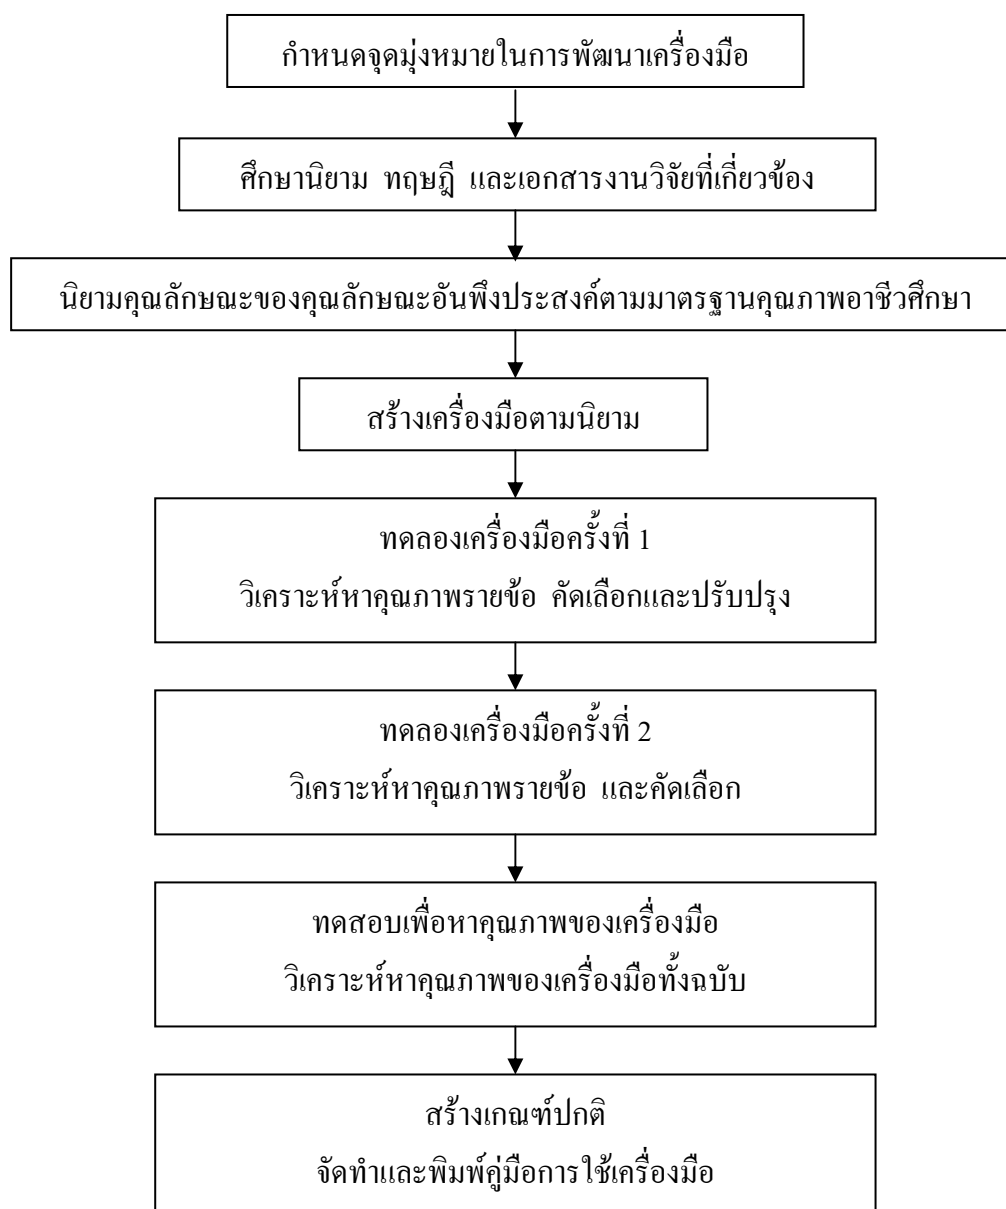 กำหนดจุดมุ่งหมายในการพัฒนาเครื่องมือ
ศึกษานิยาม ทฤษฎี และเอกสารงานวิจัยที่เกี่ยวข้อง
นิยามคุณลักษณะของคุณลักษณะอันพึงประสงค์ตามมาตรฐานคุณภาพอาชีวศึกษา
สร้างเครื่องมือตามนิยาม
ทดลองเครื่องมือครั้งที่ 1
วิเคราะห์หาคุณภาพรายข้อ คัดเลือกและปรับปรุง
ทดลองเครื่องมือครั้งที่ 2
วิเคราะห์หาคุณภาพรายข้อ และคัดเลือก
ทดสอบเพื่อหาคุณภาพของเครื่องมือ
วิเคราะห์หาคุณภาพของเครื่องมือทั้งฉบับ
สร้างเกณฑ์ปกติ
จัดทำและพิมพ์คู่มือการใช้เครื่องมือ